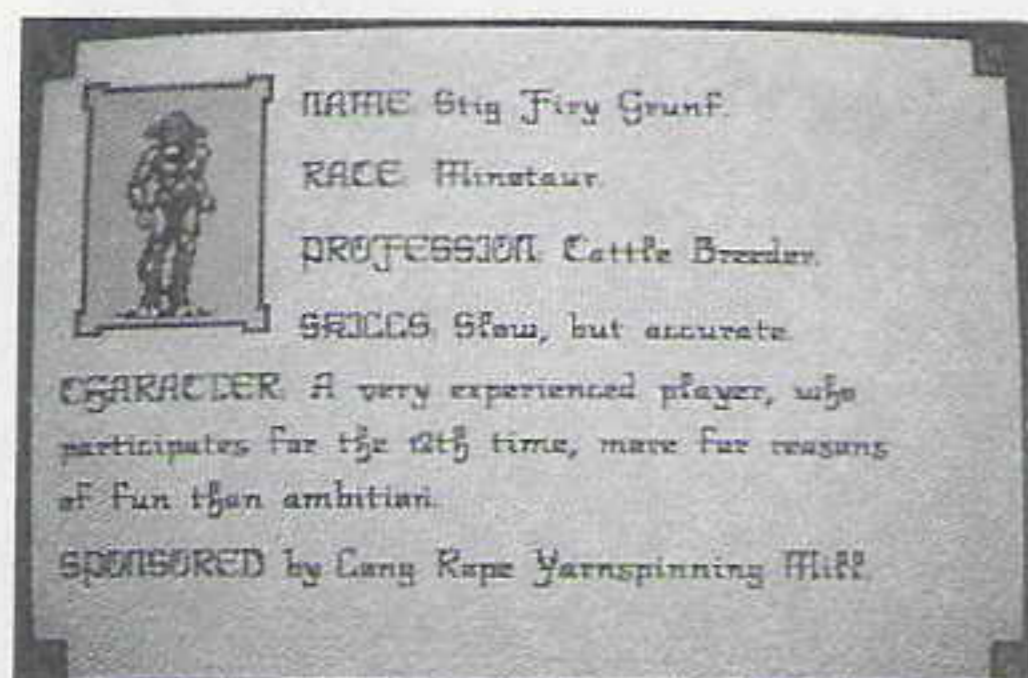 NAME: Stig Firy Grunf.
RACE: Minotaur.
PROFESSION: Cattle Breeder.
SKILLS: Slow, but accurate.
CHARACTER: A very experienced player, who
participates for the 12th time, more for reasons
of fun than ambition.
SPONSORED by Long Rope Yarnspinning Mill.